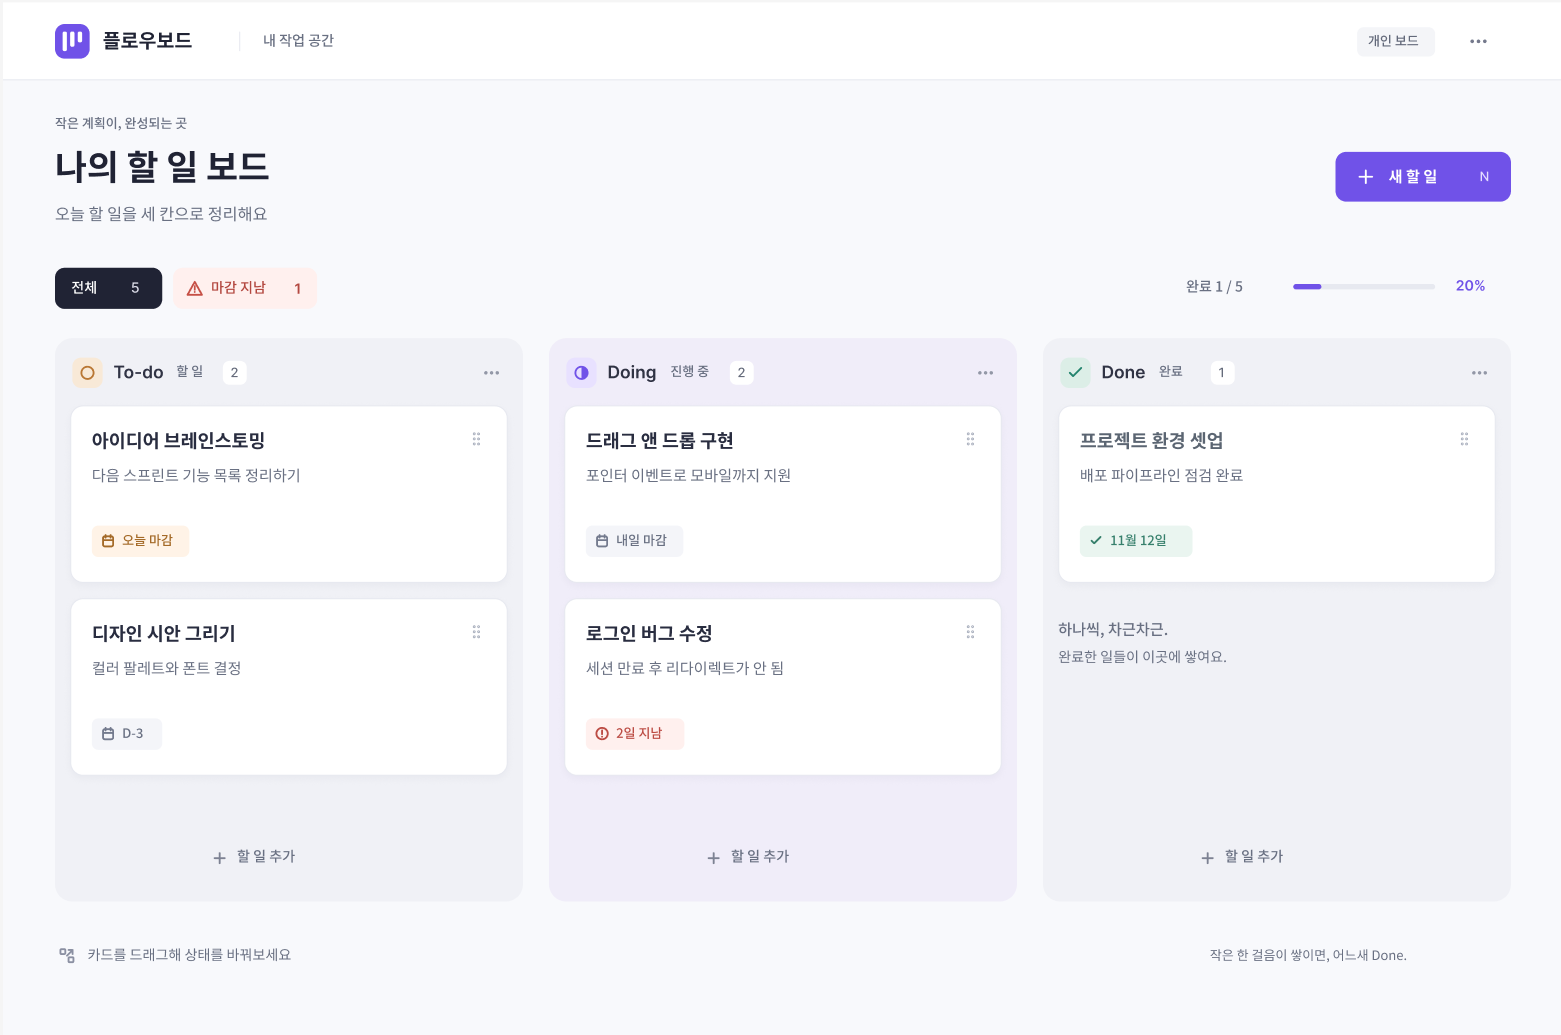 플로우보드
내 작업 공간
개인 보드
작은 계획이, 완성되는 곳
나의 할 일 보드
오늘 할 일을 세 칸으로 정리해요
새 할 일 N
전체 5
마감 지남 1
완료 1 / 5
20%
To-do 할 일 2
아이디어 브레인스토밍
다음 스프린트 기능 목록 정리하기
오늘 마감
디자인 시안 그리기
컬러 팔레트와 폰트 결정
D-3
할 일 추가
Doing 진행 중 2
드래그 앤 드롭 구현
포인터 이벤트로 모바일까지 지원
내일 마감
로그인 버그 수정
세션 만료 후 리다이렉트가 안 됨
2일 지남
할 일 추가
Done 완료 1
프로젝트 환경 셋업
배포 파이프라인 점검 완료
11월 12일
하나씩, 차근차근.
완료한 일들이 이곳에 쌓여요.
할 일 추가
카드를 드래그해 상태를 바꿔보세요
작은 한 걸음이 쌓이면, 어느새 Done.